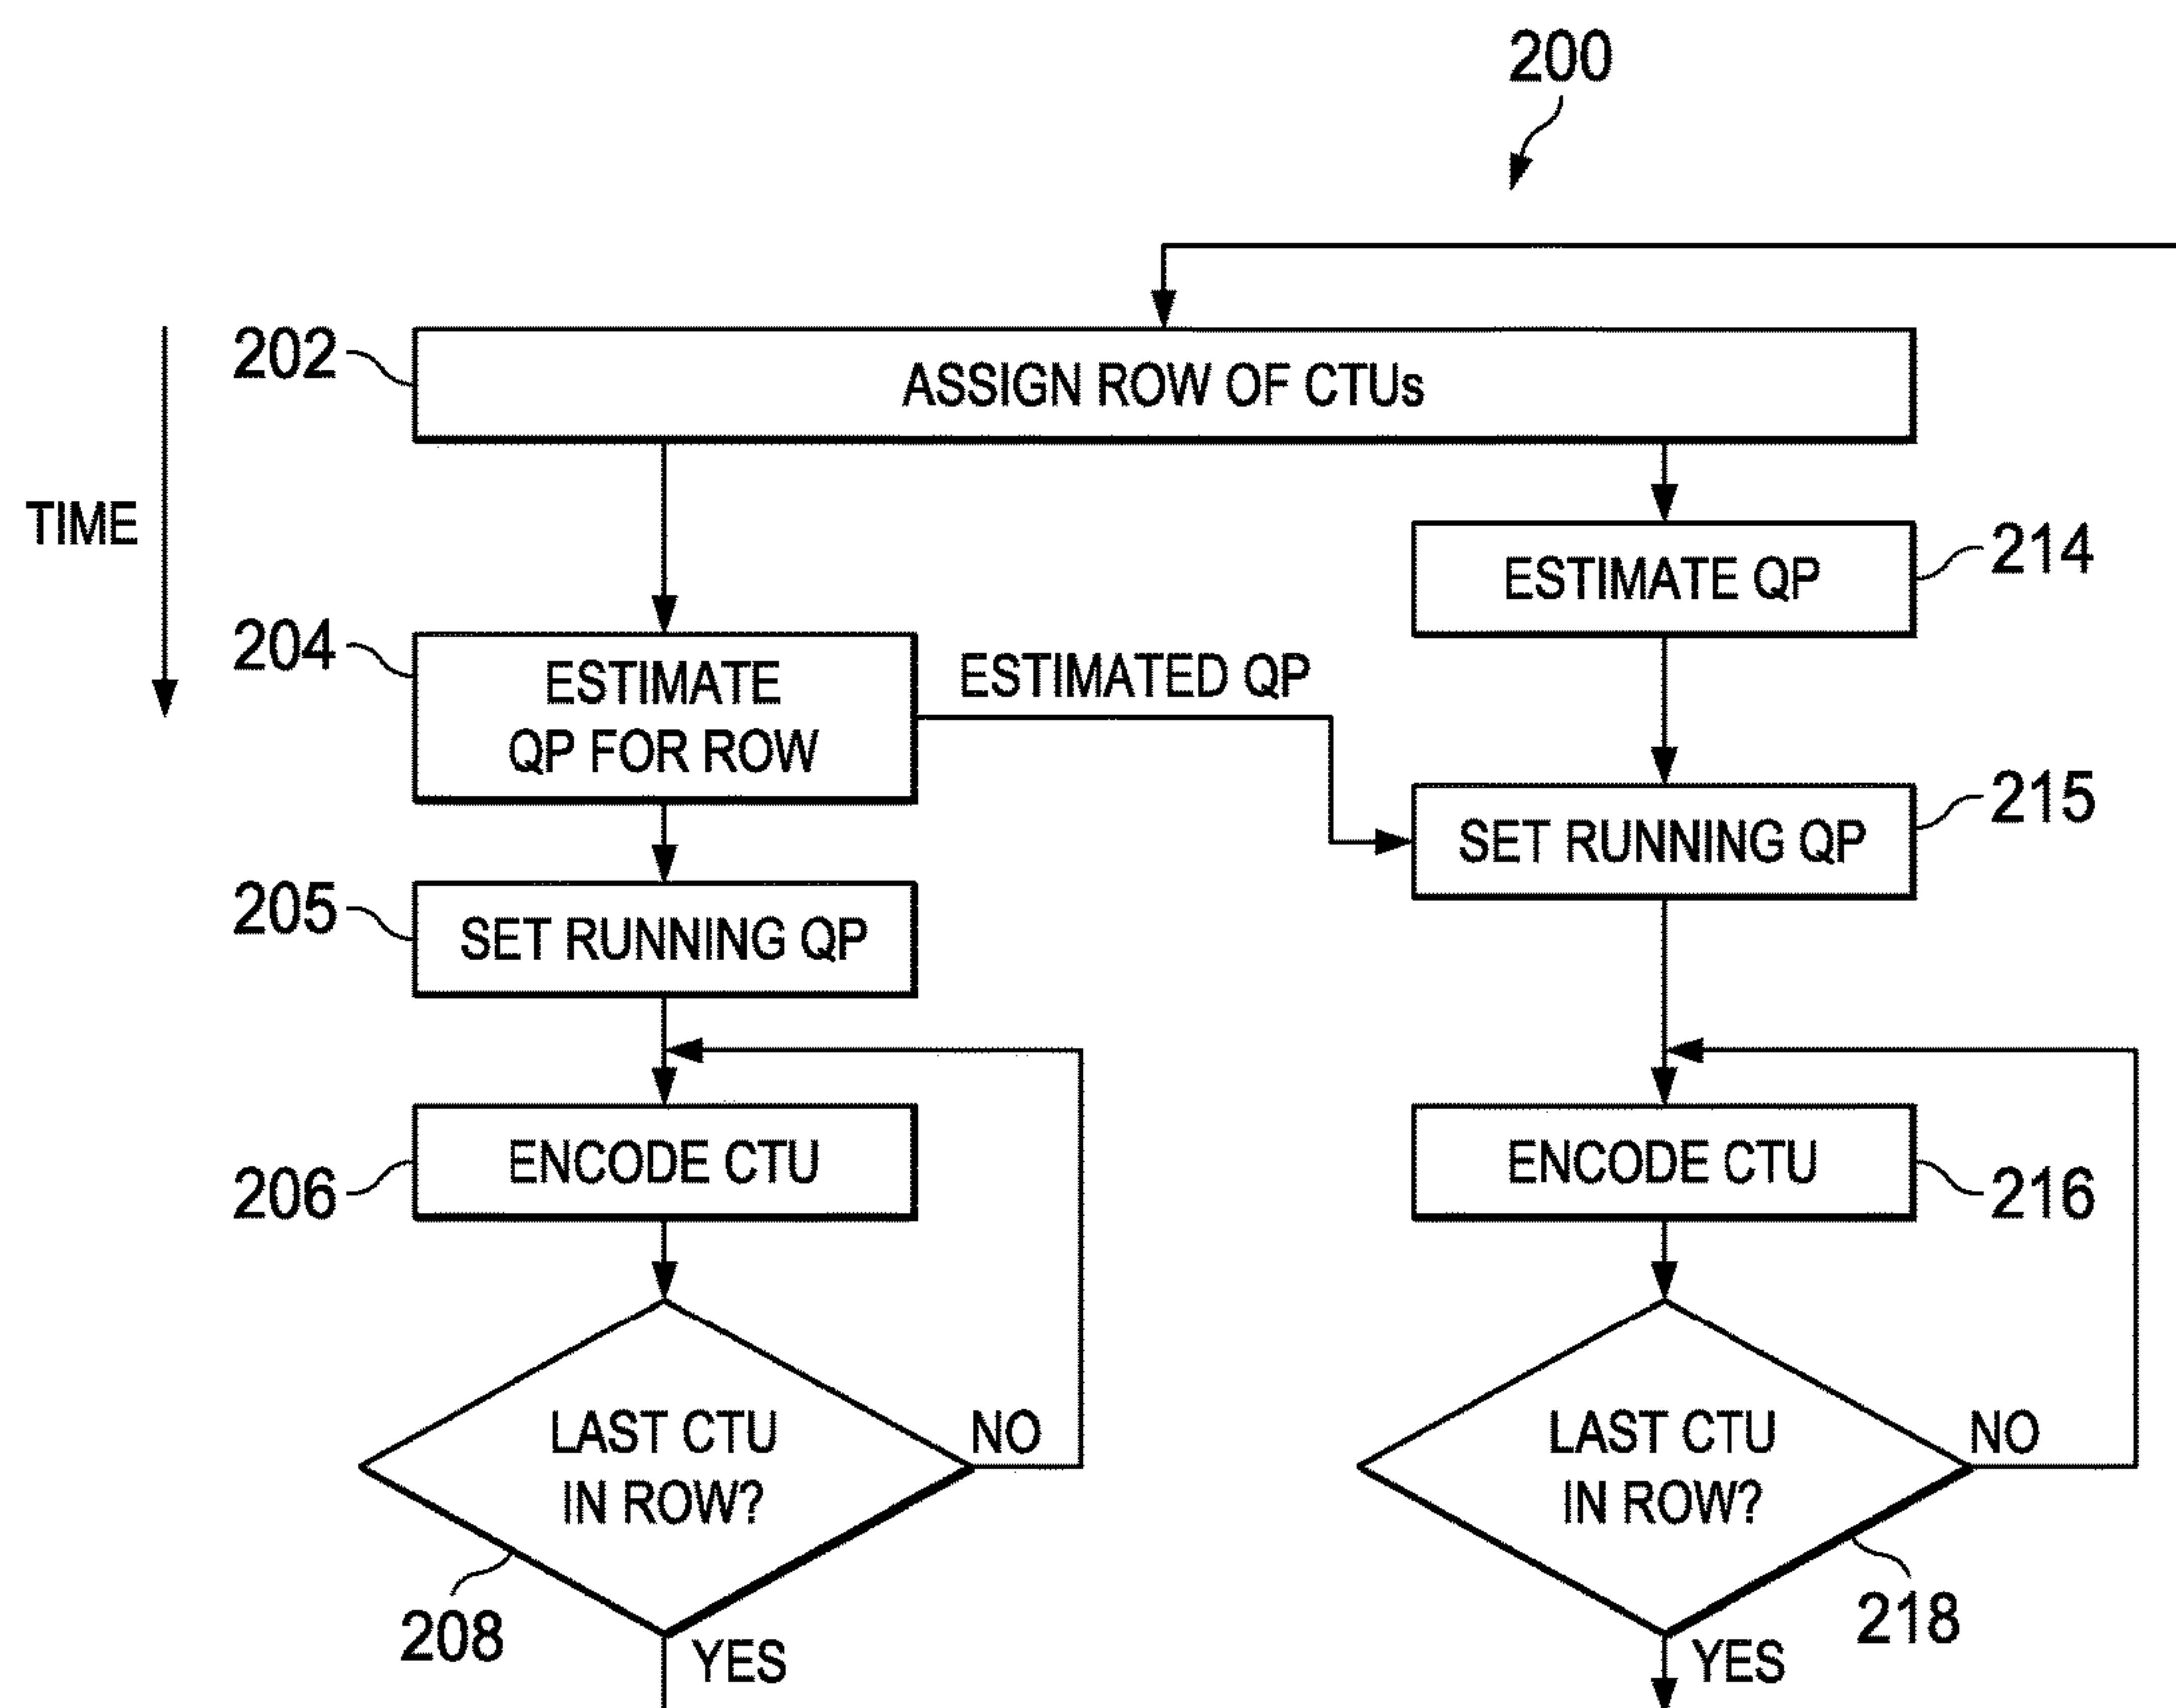 200
202
ASSIGN ROW OF CTUs
TIME
ESTIMATE QP
214
204
ESTIMATE
QP FOR ROW
ESTIMATED QP
SET RUNNING QP
215
205
SET RUNNING QP
206
ENCODE CTU
ENCODE CTU
216
LAST CTU
IN ROW?
NO
LAST CTU
IN ROW?
NO
208
YES
218
YES